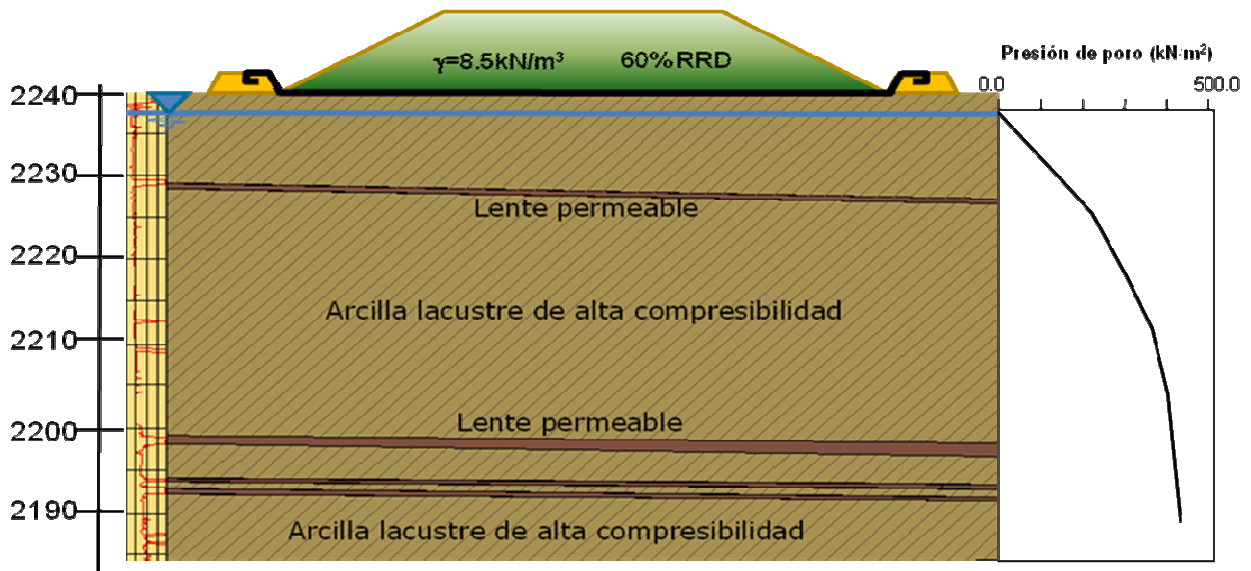 γ=8.5kN/m³ 60%RRD
Presión de poro (kN·m²)
0.0 500.0
2240
2230
Lente permeable
2220
Arcilla lacustre de alta compresibilidad
2210
Lente permeable
2200
2190
Arcilla lacustre de alta compresibilidad